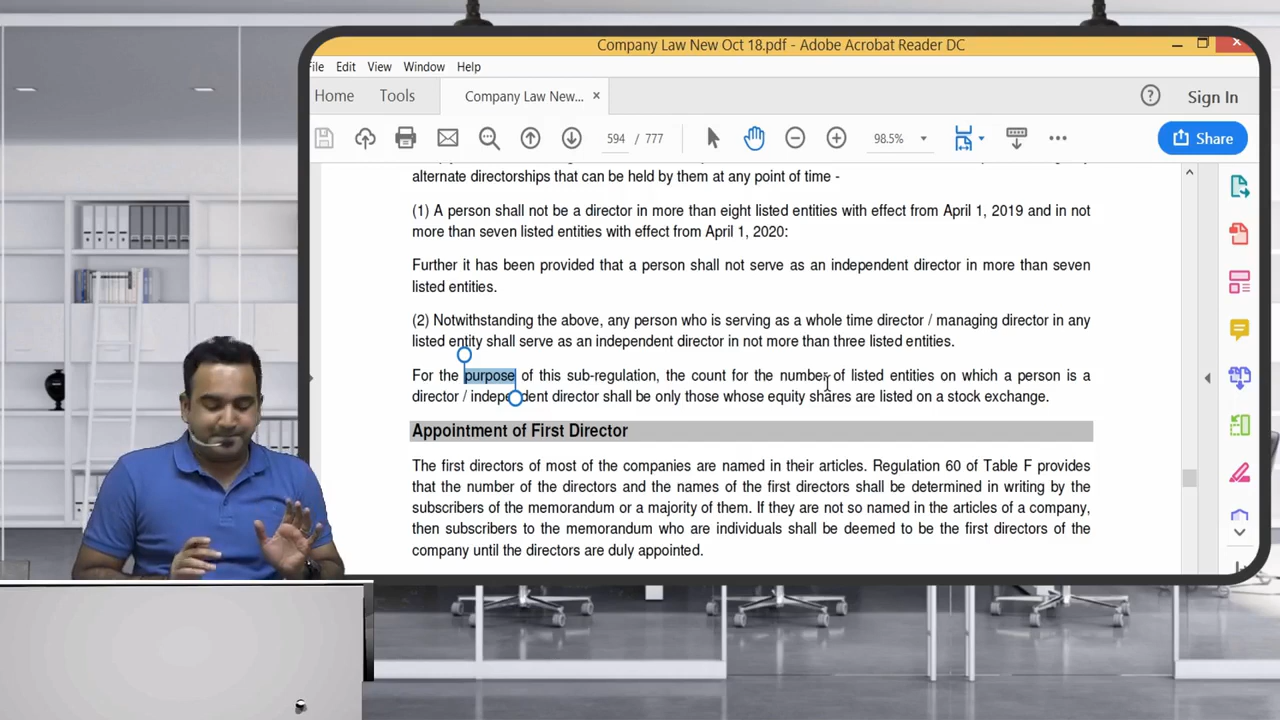 Company Law New Oct 18.pdf - Adobe Acrobat Reader DC
File Edit View Window Help
Home Tools Company Law New... × Sign In
594 / 777 98.5% Share
alternate directorships that can be held by them at any point of time -
(1) A person shall not be a director in more than eight listed entities with effect from April 1, 2019 and in not
more than seven listed entities with effect from April 1, 2020:
Further it has been provided that a person shall not serve as an independent director in more than seven
listed entities.
(2) Notwithstanding the above, any person who is serving as a whole time director / managing director in any
listed entity shall serve as an independent director in not more than three listed entities.
For the purpose of this sub-regulation, the count for the number of listed entities on which a person is a
director / independent director shall be only those whose equity shares are listed on a stock exchange.
Appointment of First Director
The first directors of most of the companies are named in their articles. Regulation 60 of Table F provides
that the number of the directors and the names of the first directors shall be determined in writing by the
subscribers of the memorandum or a majority of them. If they are not so named in the articles of a company,
then subscribers to the memorandum who are individuals shall be deemed to be the first directors of the
company until the directors are duly appointed.